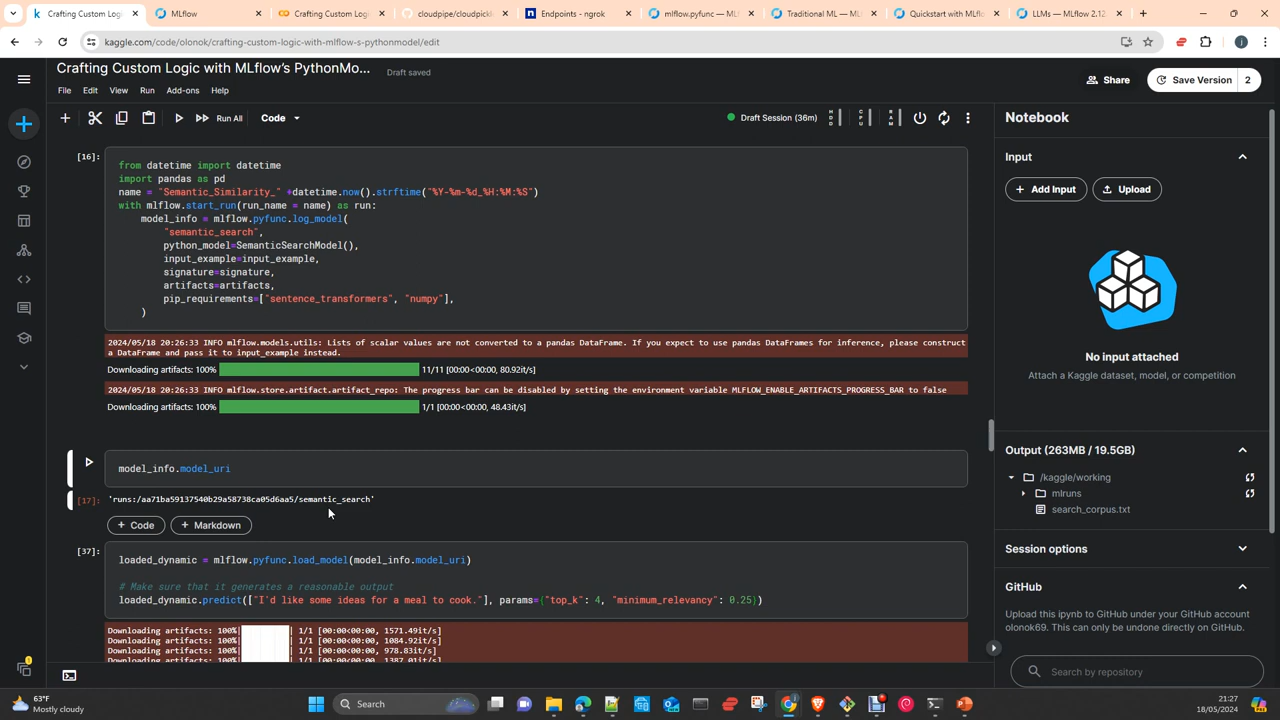 Crafting Custom Logi
MLflow
Crafting Custom Logi
cloudpipe/cloudpickl
Endpoints - ngrok
mlflow.pyfunc — ML
Traditional ML — ML
Quickstart with MLfl
LLMs — MLflow 2.12
kaggle.com/code/olonok/crafting-custom-logic-with-mlflow-s-pythonmodel/edit
Crafting Custom Logic with MLflow's PythonMo...
Draft saved
Share
Save Version
2
File
Edit
View
Run
Add-ons
Help
Run All
Code
Draft Session (36m)
HDD
CPU
RAM
[16]:
from datetime import datetime
import pandas as pd
name = "Semantic_Similarity_" +datetime.now().strftime("%Y-%m-%d_%H:%M:%S")
with mlflow.start_run(run_name = name) as run:
model_info = mlflow.pyfunc.log_model(
"semantic_search",
python_model=SemanticSearchModel(),
input_example=input_example,
signature=signature,
artifacts=artifacts,
pip_requirements=["sentence_transformers", "numpy"],
)
2024/05/18 20:26:33 INFO mlflow.models.utils: Lists of scalar values are not converted to a pandas DataFrame. If you expect to use pandas DataFrames for inference, please construct
a DataFrame and pass it to input_example instead.
Downloading artifacts: 100% 11/11 [00:00<00:00, 80.92it/s]
2024/05/18 20:26:33 INFO mlflow.store.artifact.artifact_repo: The progress bar can be disabled by setting the environment variable MLFLOW_ENABLE_ARTIFACTS_PROGRESS_BAR to false
Downloading artifacts: 100% 1/1 [00:00<00:00, 48.43it/s]
model_info.model_uri
[17]:
'runs:/aa71ba59137540b29a58738ca05d6aa5/semantic_search'
+ Code
+ Markdown
[37]:
loaded_dynamic = mlflow.pyfunc.load_model(model_info.model_uri)
# Make sure that it generates a reasonable output
loaded_dynamic.predict(["I'd like some ideas for a meal to cook."], params={"top_k": 4, "minimum_relevancy": 0.25})
Downloading artifacts: 100%| | 1/1 [00:00<00:00, 1571.49it/s]
Downloading artifacts: 100%| | 1/1 [00:00<00:00, 1084.92it/s]
Downloading artifacts: 100%| | 1/1 [00:00<00:00, 978.83it/s]
Downloading artifacts: 100%| | 1/1 [00:00<00:00, 1387.01it/s]
Notebook
Input
+ Add Input
Upload
No input attached
Attach a Kaggle dataset, model, or competition
Output (263MB / 19.5GB)
/kaggle/working
mlruns
search_corpus.txt
Session options
GitHub
Upload this ipynb to GitHub under your GitHub account
olonok69. This can only be undone directly on GitHub.
Search by repository
63°F
Mostly cloudy
Search
21:27
18/05/2024